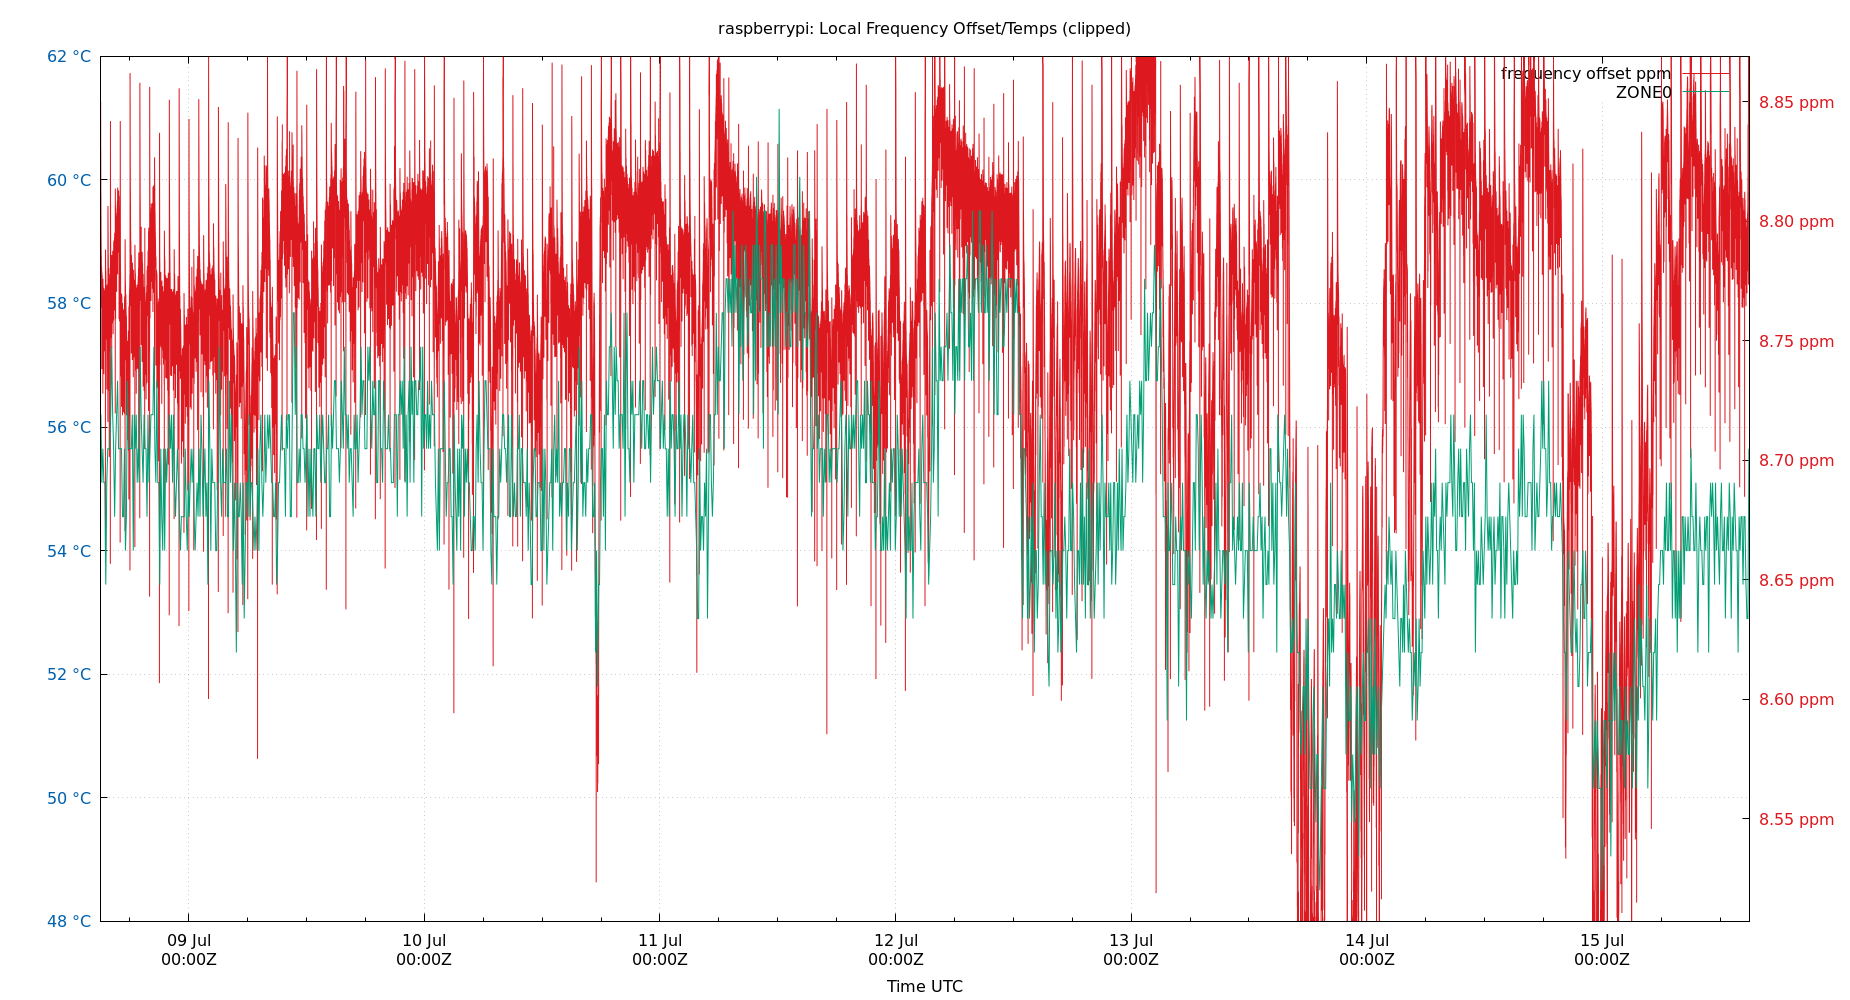 raspberrypi: Local Frequency Offset/Temps (clipped)
62 °C
60 °C
58 °C
56 °C
54 °C
52 °C
50 °C
48 °C
frequency offset ppm
ZONE0
8.85 ppm
8.80 ppm
8.75 ppm
8.70 ppm
8.65 ppm
8.60 ppm
8.55 ppm
09 Jul
00:00Z
10 Jul
00:00Z
11 Jul
00:00Z
12 Jul
00:00Z
13 Jul
00:00Z
14 Jul
00:00Z
15 Jul
00:00Z
Time UTC